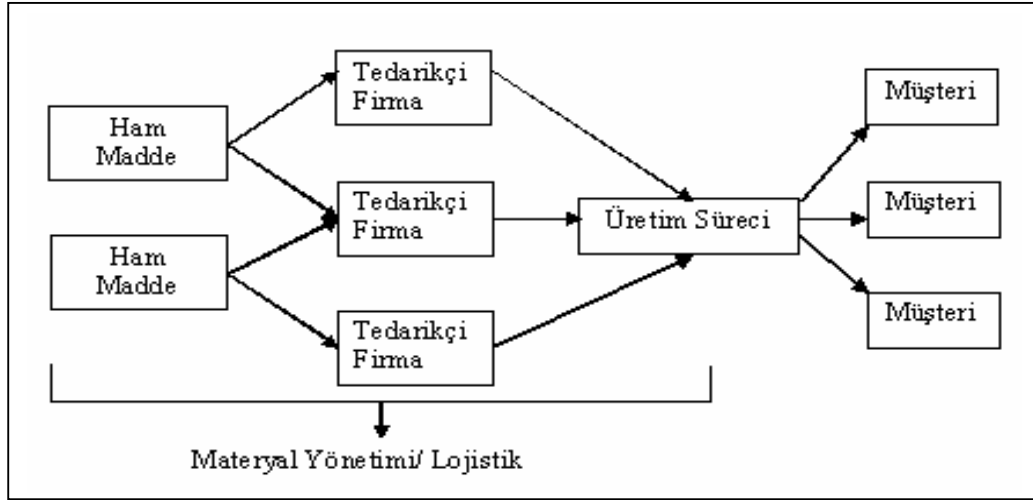 Ham
Madde
Ham
Madde
Tedarikçi
Firma
Tedarikçi
Firma
Tedarikçi
Firma
Üretim Süreci
Müşteri
Müşteri
Müşteri
Materyal Yönetimi/ Lojistik